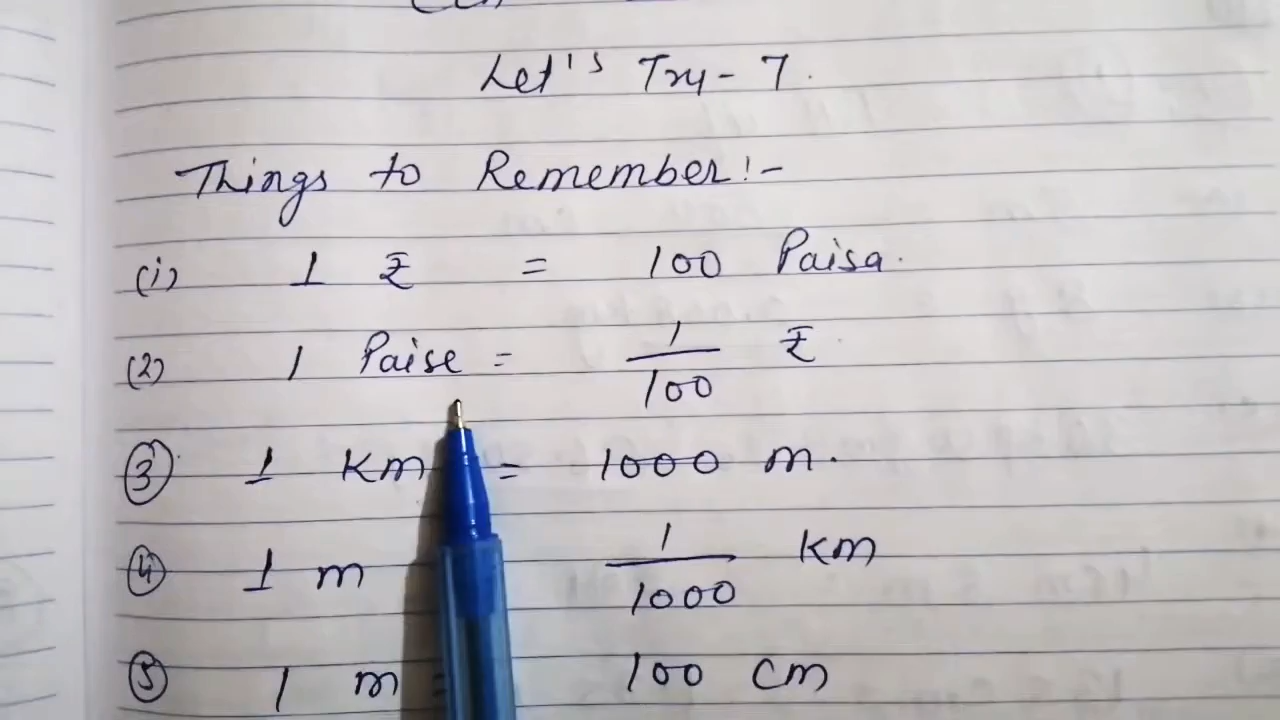 Let's Try - 7.
Things to Remember:-
(1) 1 ₹ = 100 Paisa.
(2) 1 Paise = 1/100 ₹
(3) 1 Km = 1000 m.
(4) 1 m 1/1000 Km
(5) 1 m = 100 cm